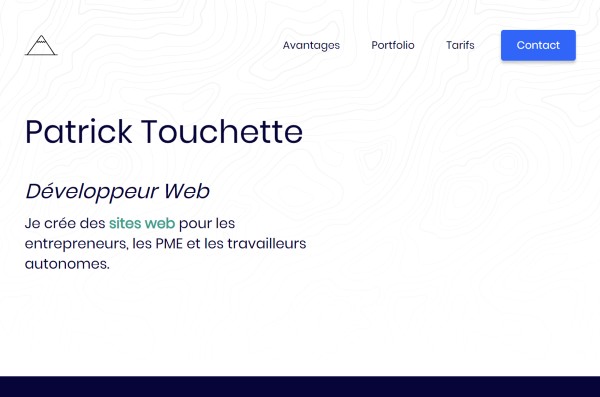 Avantages
Portfolio
Tarifs
Contact
Patrick Touchette
Développeur Web
Je crée des sites web pour les
entrepreneurs, les PME et les travailleurs
autonomes.